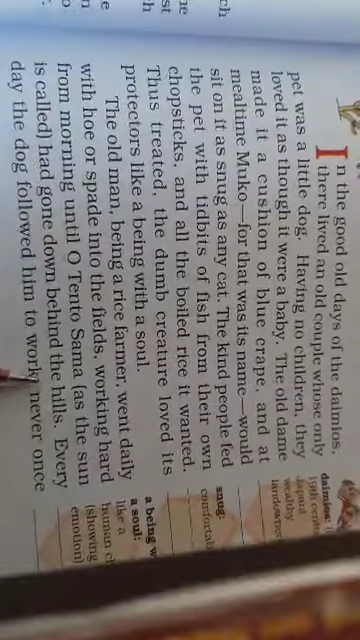 In the good old days of the daimios,
there lived an old couple whose only
pet was a little dog. Having no children, they
loved it as though it were a baby. The old dame
made it a cushion of blue crape, and at
mealtime Muko—for that was its name—would
sit on it as snug as any cat. The kind people fed
the pet with tidbits of fish from their own
chopsticks, and all the boiled rice it wanted.
Thus treated, the dumb creature loved its
protectors like a being with a soul.
The old man, being a rice farmer, went daily
with hoe or spade into the fields, working hard
from morning until O Tento Sama (as the sun
is called) had gone down behind the hills. Every
day the dog followed him to work, never once
daimios:
wealthy
landowner
snug:
comfortab
a being w
a soul:
like a
human
(showing
emotion)